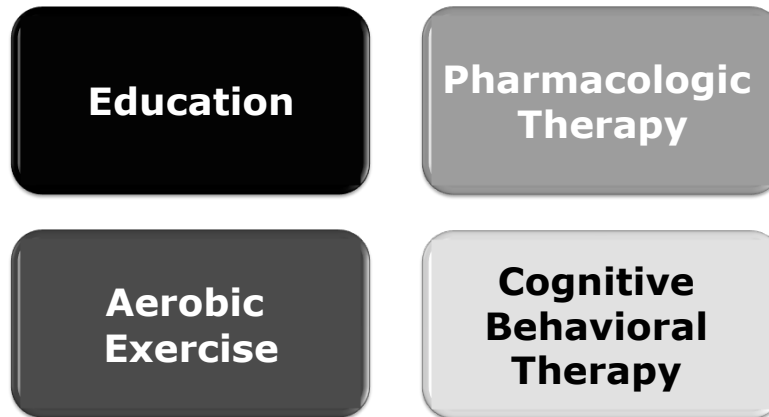 Education
Pharmacologic
Therapy
Aerobic
Exercise
Cognitive
Behavioral
Therapy